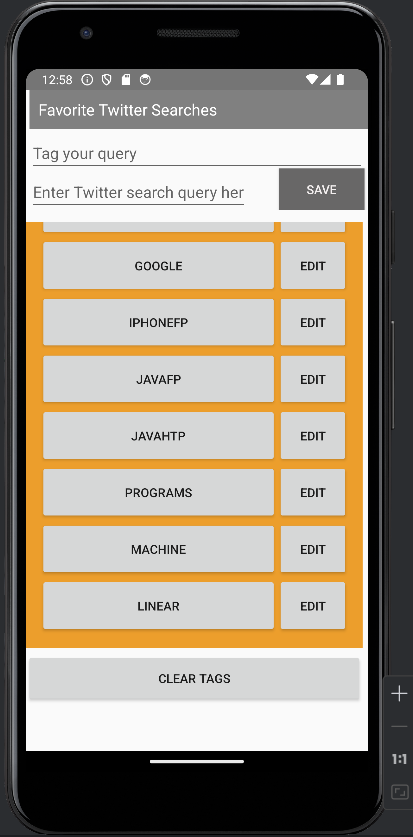 12:58
Favorite Twitter Searches
Tag your query
Enter Twitter search query her
SAVE
GOOGLE EDIT
IPHONEFP EDIT
JAVAFP EDIT
JAVAHTP EDIT
PROGRAMS EDIT
MACHINE EDIT
LINEAR EDIT
CLEAR TAGS
1:1